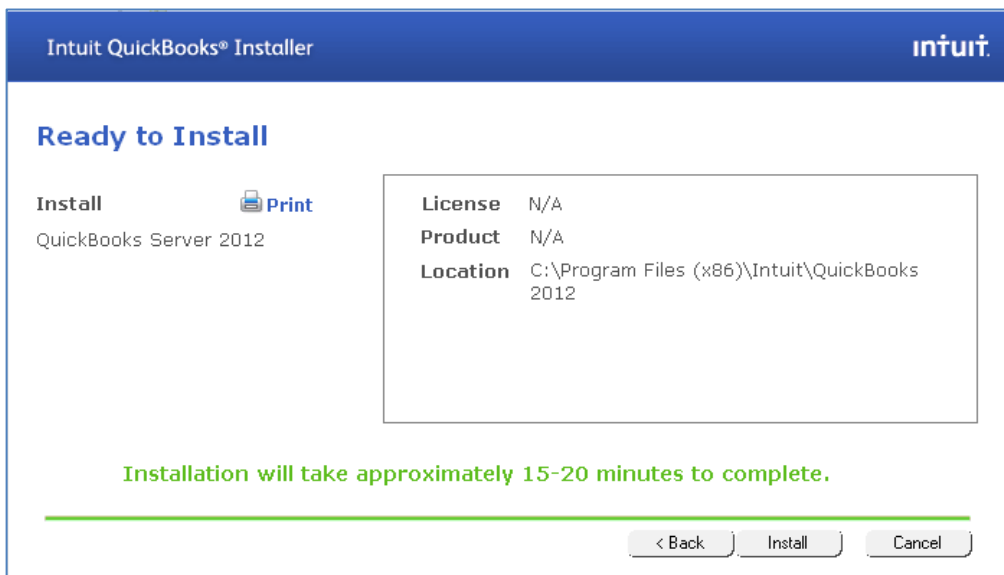 Intuit QuickBooks® Installer
intuit.
Ready to Install
Install
Print
QuickBooks Server 2012
License N/A
Product N/A
Location C:\Program Files (x86)\Intuit\QuickBooks
2012
Installation will take approximately 15-20 minutes to complete.
< Back
Install
Cancel